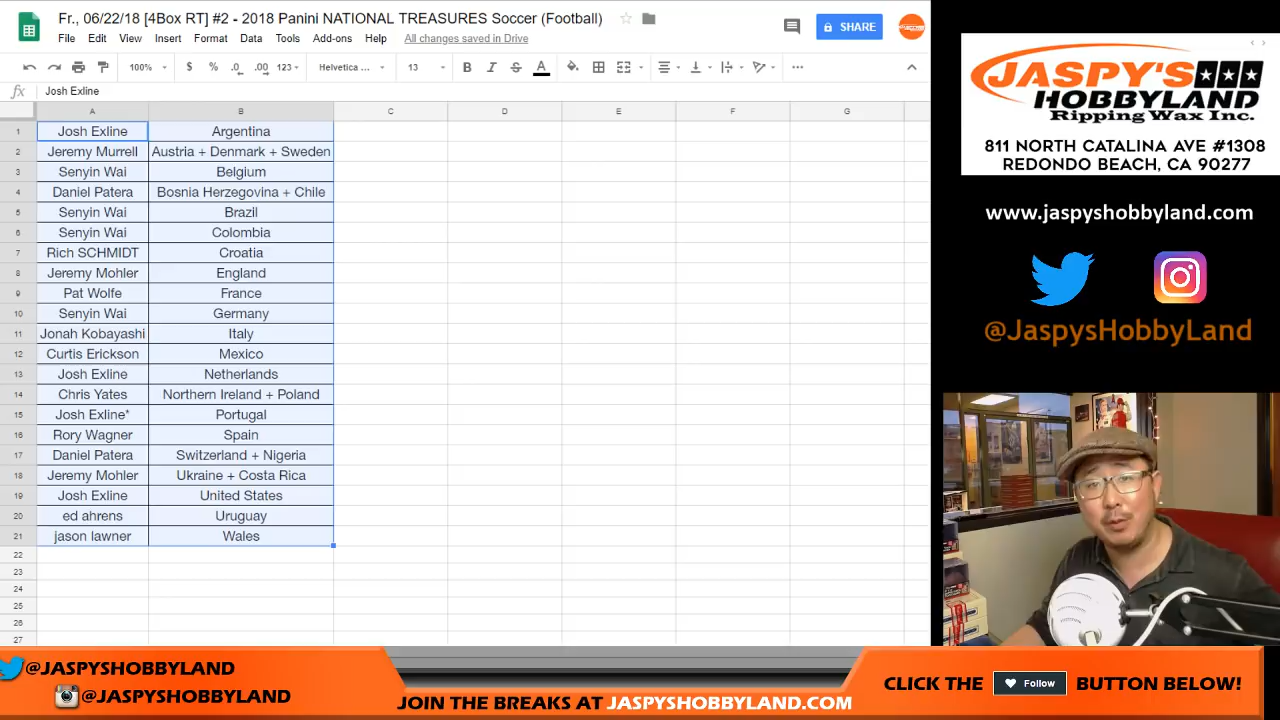 Fr., 06/22/18 [4Box RT] #2 - 2018 Panini NATIONAL TREASURES Soccer (Football)
File Edit View Insert Format Data Tools Add-ons Help All changes saved in Drive
SHARE
100% $ % .0 .00 123 Helvetica ... 13 B I S A
fx Josh Exline
A B C D E F G
1 Josh Exline Argentina
2 Jeremy Murrell Austria + Denmark + Sweden
3 Senyin Wai Belgium
4 Daniel Patera Bosnia Herzegovina + Chile
5 Senyin Wai Brazil
6 Senyin Wai Colombia
7 Rich SCHMIDT Croatia
8 Jeremy Mohler England
9 Pat Wolfe France
10 Senyin Wai Germany
11 Jonah Kobayashi Italy
12 Curtis Erickson Mexico
13 Josh Exline Netherlands
14 Chris Yates Northern Ireland + Poland
15 Josh Exline* Portugal
16 Rory Wagner Spain
17 Daniel Patera Switzerland + Nigeria
18 Jeremy Mohler Ukraine + Costa Rica
19 Josh Exline United States
20 ed ahrens Uruguay
21 jason lawner Wales
22
23
24
25
26
27
JASPY'S
HOBBYLAND
Ripping Wax Inc.
811 NORTH CATALINA AVE #1308
REDONDO BEACH, CA 90277
www.jaspyshobbyland.com
@JaspysHobbyLand
@JASPYSHOBBYLAND
@JASPYSHOBBYLAND
JOIN THE BREAKS AT JASPYSHOBBYLAND.COM
CLICK THE Follow BUTTON BELOW!